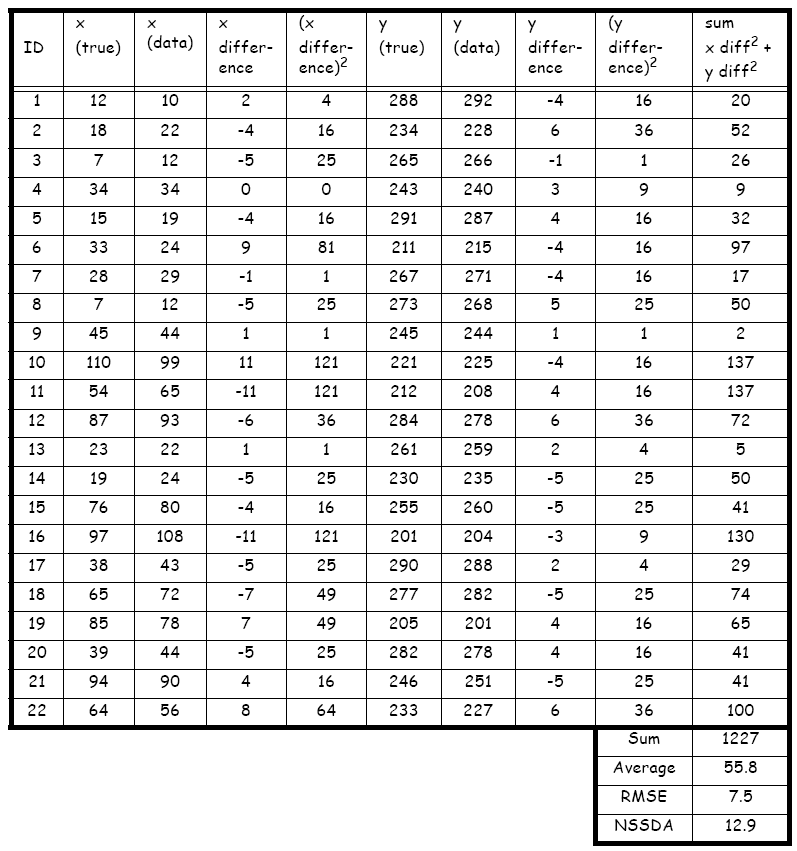 ID x (true) x (data) x differ-ence (x differ-ence)² y (true) y (data) y differ-ence (y differ-ence)² sum x diff² + y diff²
1 12 10 2 4 288 292 -4 16 20
2 18 22 -4 16 234 228 6 36 52
3 7 12 -5 25 265 266 -1 1 26
4 34 34 0 0 243 240 3 9 9
5 15 19 -4 16 291 287 4 16 32
6 33 24 9 81 211 215 -4 16 97
7 28 29 -1 1 267 271 -4 16 17
8 7 12 -5 25 273 268 5 25 50
9 45 44 1 1 245 244 1 1 2
10 110 99 11 121 221 225 -4 16 137
11 54 65 -11 121 212 208 4 16 137
12 87 93 -6 36 284 278 6 36 72
13 23 22 1 1 261 259 2 4 5
14 19 24 -5 25 230 235 -5 25 50
15 76 80 -4 16 255 260 -5 25 41
16 97 108 -11 121 201 204 -3 9 130
17 38 43 -5 25 290 288 2 4 29
18 65 72 -7 49 277 282 -5 25 74
19 85 78 7 49 205 201 4 16 65
20 39 44 -5 25 282 278 4 16 41
21 94 90 4 16 246 251 -5 25 41
22 64 56 8 64 233 227 6 36 100
Sum 1227
Average 55.8
RMSE 7.5
NSSDA 12.9